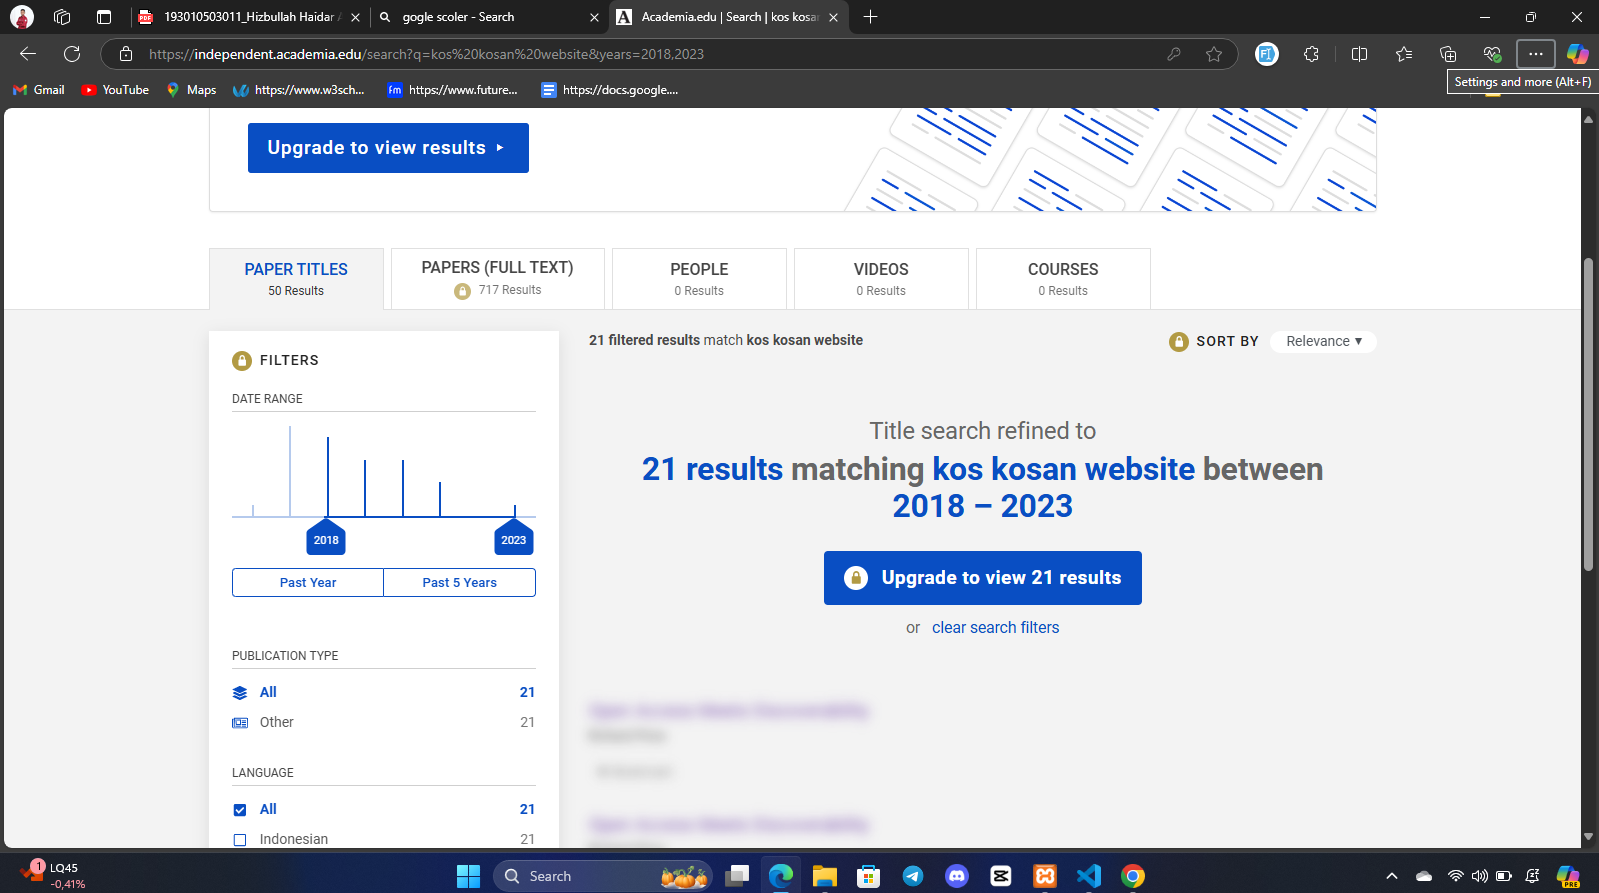 193010503011_Hizbullah Haidar
gogle scoler - Search
Academia.edu | Search | kos kosan
https://independent.academia.edu/search?q=kos%20kosan%20website&years=2018,2023
Settings and more (Alt+F)
Gmail
YouTube
Maps
https://www.w3sch...
https://www.future...
https://docs.google....
Upgrade to view results
PAPER TITLES
50 Results
PAPERS (FULL TEXT)
717 Results
PEOPLE
0 Results
VIDEOS
0 Results
COURSES
0 Results
FILTERS
DATE RANGE
2018
2023
Past Year
Past 5 Years
PUBLICATION TYPE
All 21
Other 21
LANGUAGE
All 21
Indonesian 21
21 filtered results match kos kosan website
SORT BY
Relevance ▼
Title search refined to
21 results matching kos kosan website between
2018 – 2023
Upgrade to view 21 results
or clear search filters
1
LQ45
-0,41%
Search
PRE